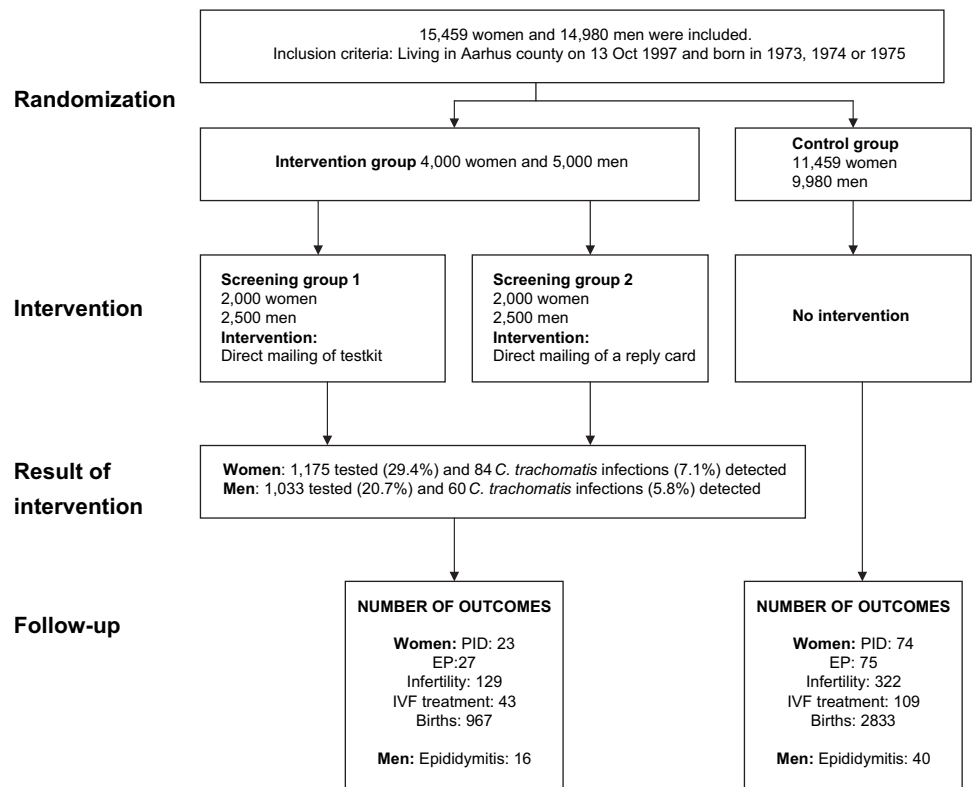 15,459 women and 14,980 men were included.
Inclusion criteria: Living in Aarhus county on 13 Oct 1997 and born in 1973, 1974 or 1975
Randomization
Intervention group 4,000 women and 5,000 men
Control group
11,459 women
9,980 men
Intervention
Screening group 1
2,000 women
2,500 men
Intervention:
Direct mailing of testkit
Screening group 2
2,000 women
2,500 men
Intervention:
Direct mailing of a reply card
No intervention
Result of
intervention
Women: 1,175 tested (29.4%) and 84 C. trachomatis infections (7.1%) detected
Men: 1,033 tested (20.7%) and 60 C. trachomatis infections (5.8%) detected
Follow-up
NUMBER OF OUTCOMES
Women: PID: 23
EP:27
Infertility: 129
IVF treatment: 43
Births: 967
Men: Epididymitis: 16
NUMBER OF OUTCOMES
Women: PID: 74
EP: 75
Infertility: 322
IVF treatment: 109
Births: 2833
Men: Epididymitis: 40